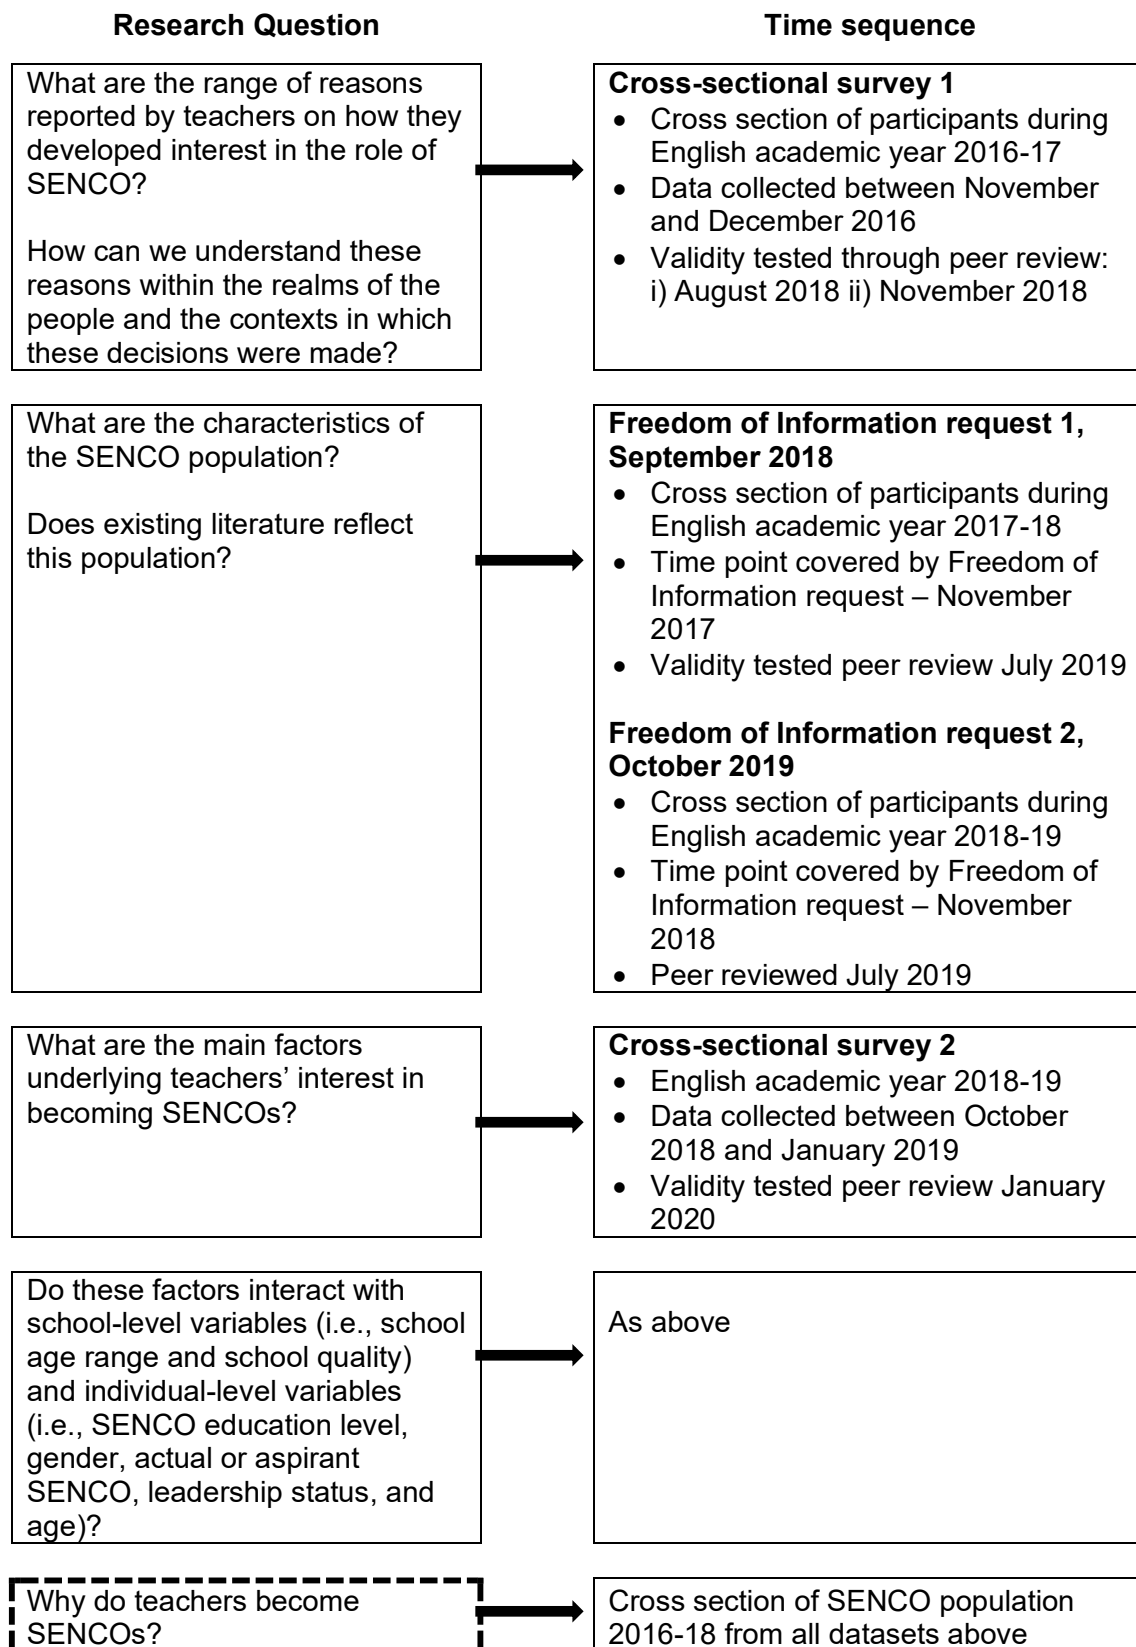 Research Question
Time sequence
What are the range of reasons
reported by teachers on how they
developed interest in the role of
SENCO?
How can we understand these
reasons within the realms of the
people and the contexts in which
these decisions were made?
Cross-sectional survey 1
• Cross section of participants during
English academic year 2016-17
• Data collected between November
and December 2016
• Validity tested through peer review:
i) August 2018 ii) November 2018
What are the characteristics of
the SENCO population?
Does existing literature reflect
this population?
Freedom of Information request 1,
September 2018
• Cross section of participants during
English academic year 2017-18
• Time point covered by Freedom of
Information request – November
2017
• Validity tested peer review July 2019
Freedom of Information request 2,
October 2019
• Cross section of participants during
English academic year 2018-19
• Time point covered by Freedom of
Information request – November
2018
• Peer reviewed July 2019
What are the main factors
underlying teachers’ interest in
becoming SENCOs?
Cross-sectional survey 2
• English academic year 2018-19
• Data collected between October
2018 and January 2019
• Validity tested peer review January
2020
Do these factors interact with
school-level variables (i.e., school
age range and school quality)
and individual-level variables
(i.e., SENCO education level,
gender, actual or aspirant
SENCO, leadership status, and
age)?
As above
Why do teachers become
SENCOs?
Cross section of SENCO population
2016-18 from all datasets above